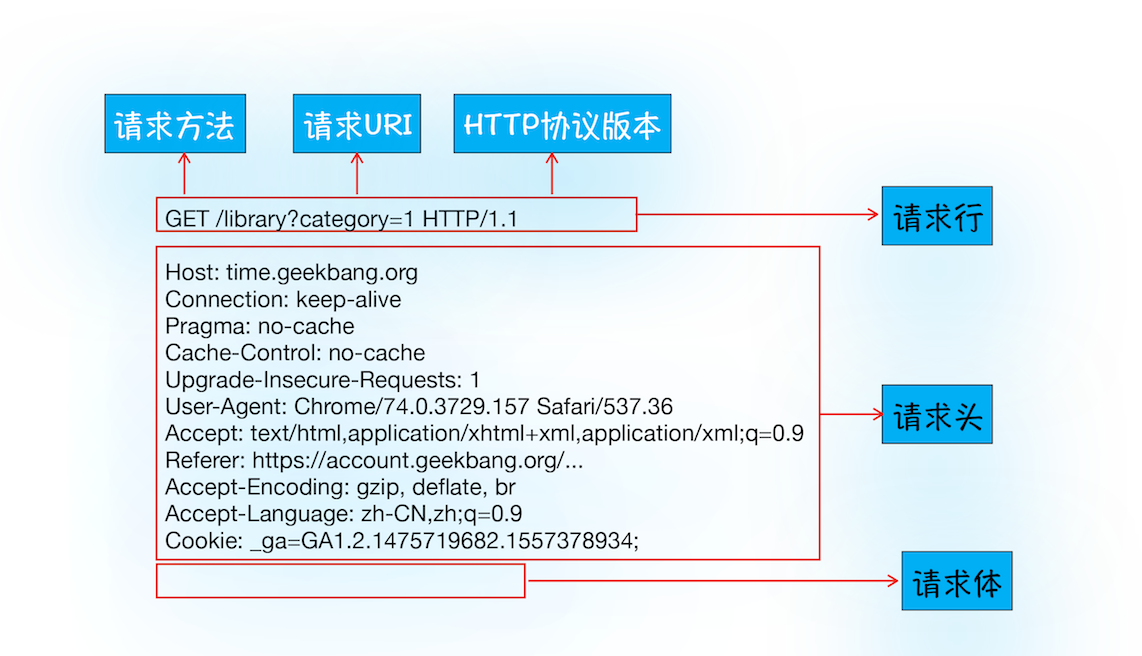 请求方法
请求URI
HTTP协议版本
GET /library?category=1 HTTP/1.1
请求行
Host: time.geekbang.org
Connection: keep-alive
Pragma: no-cache
Cache-Control: no-cache
Upgrade-Insecure-Requests: 1
User-Agent: Chrome/74.0.3729.157 Safari/537.36
Accept: text/html,application/xhtml+xml,application/xml;q=0.9
Referer: https://account.geekbang.org/...
Accept-Encoding: gzip, deflate, br
Accept-Language: zh-CN,zh;q=0.9
Cookie: _ga=GA1.2.1475719682.1557378934;
请求头
请求体